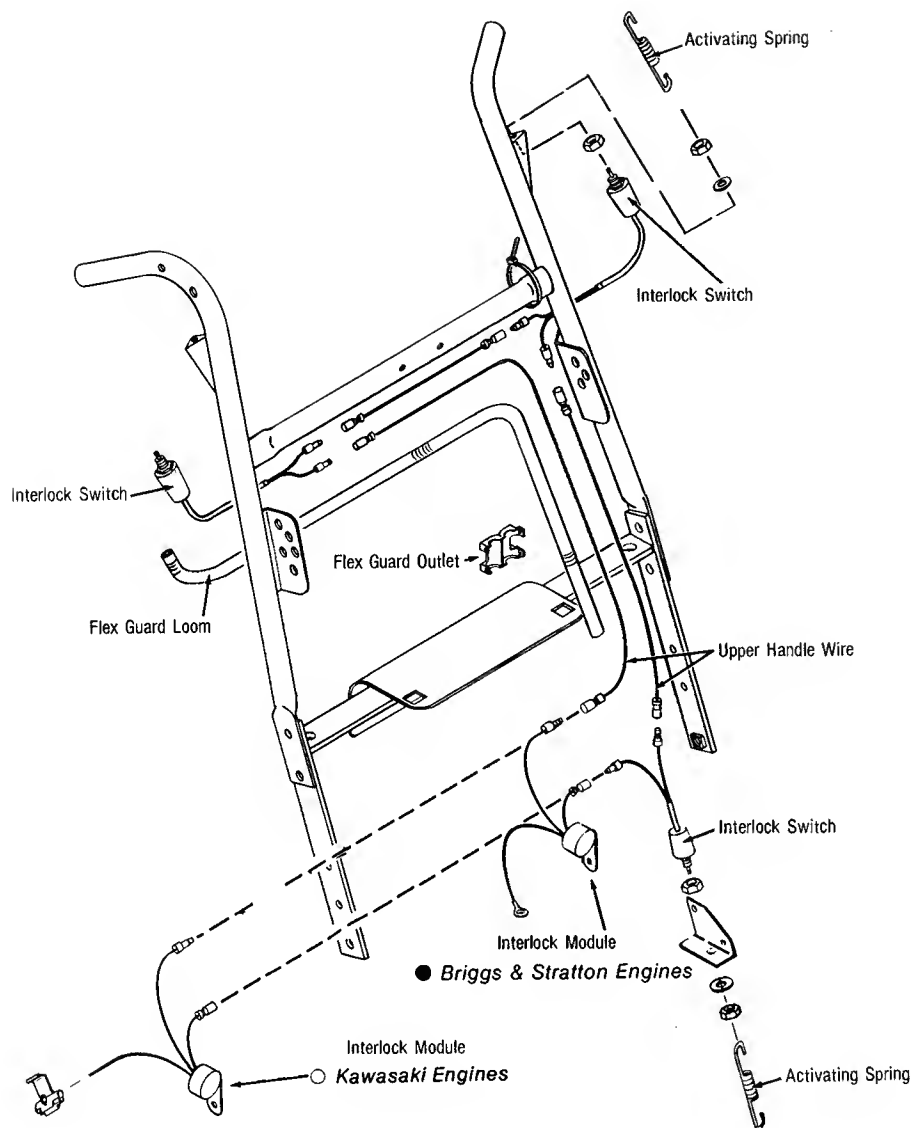 Activating Spring
Interlock Switch
Interlock Switch
Flex Guard Outlet
Flex Guard Loom
Upper Handle Wire
Interlock Switch
Interlock Module
● Briggs & Stratton Engines
Interlock Module
○ Kawasaki Engines
Activating Spring